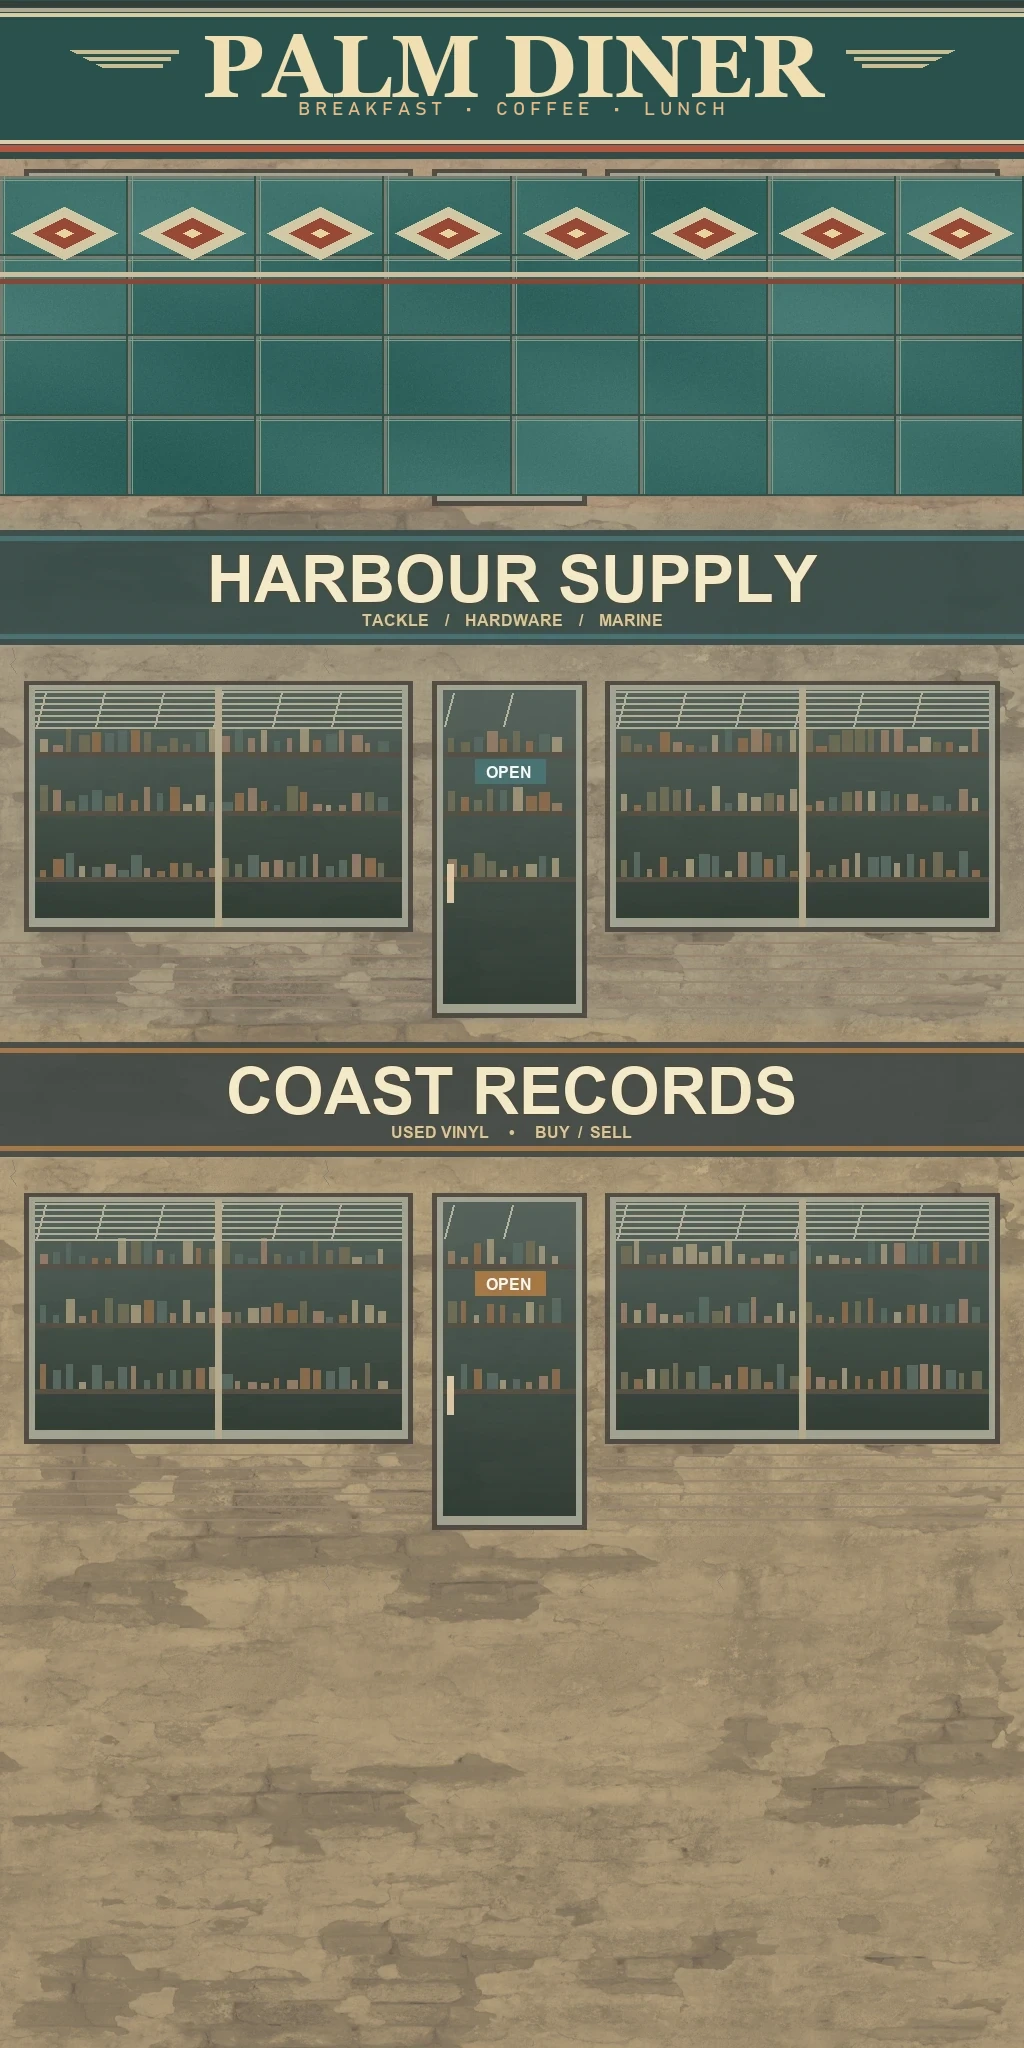 PALM DINER
BREAKFAST · COFFEE · LUNCH
HARBOUR SUPPLY
TACKLE / HARDWARE / MARINE
OPEN
COAST RECORDS
USED VINYL • BUY / SELL
OPEN